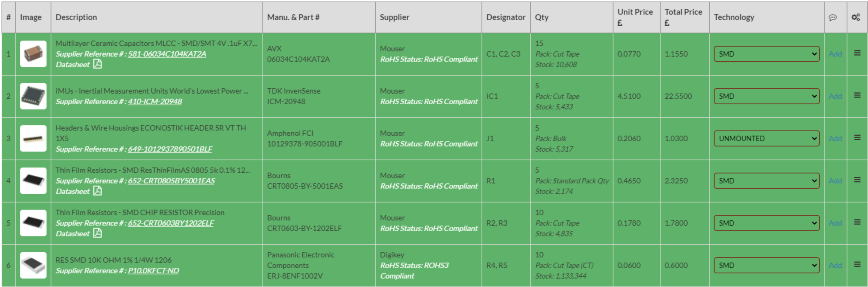 # Image Description Manu. & Part # Supplier Designator Qty Unit Price £ Total Price £ Technology
1
Multilayer Ceramic Capacitors MLCC - SMD/SMT 4V .1uF X7...
Supplier Reference # : 581-06034C104KAT2A
Datasheet
AVX
06034C104KAT2A
Mouser
RoHS Status: RoHS Compliant
C1, C2, C3
15
Pack: Cut Tape
Stock: 10,608
0.0770
1.1550
SMD
Add
2
IMUs - Inertial Measurement Units World's Lowest Power ...
Supplier Reference # : 410-ICM-20948
TDK InvenSense
ICM-20948
Mouser
RoHS Status: RoHS Compliant
IC1
5
Pack: Cut Tape
Stock: 5,433
4.5100
22.5500
SMD
Add
3
Headers & Wire Housings ECONOSTIK HEADER SR VT TH
1X5
Supplier Reference # : 649-1012937890501BLF
Amphenol FCI
10129378-905001BLF
Mouser
RoHS Status: RoHS Compliant
J1
5
Pack: Bulk
Stock: 5,317
0.2060
1.0300
UNMOUNTED
Add
4
Thin Film Resistors - SMD ResThinFilmAS 0805 5k 0.1% 12...
Supplier Reference # : 652-CRT0805BY5001EAS
Datasheet
Bourns
CRT0805-BY-5001EAS
Mouser
RoHS Status: RoHS Compliant
R1
5
Pack: Standard Pack Qty
Stock: 2,174
0.4650
2.3250
SMD
Add
5
Thin Film Resistors - SMD CHIP RESISTOR Precision
Supplier Reference # : 652-CRT0603BY1202ELF
Datasheet
Bourns
CRT0603-BY-1202ELF
Mouser
RoHS Status: RoHS Compliant
R2, R3
10
Pack: Cut Tape
Stock: 4,835
0.1780
1.7800
SMD
Add
6
RES SMD 10K OHM 1% 1/4W 1206
Supplier Reference # : P10.0KFCT-ND
Panasonic Electronic
Components
ERJ-8ENF1002V
Digikey
RoHS Status: ROHS3
Compliant
R4, R5
10
Pack: Cut Tape (CT)
Stock: 1,133,344
0.0600
0.6000
SMD
Add